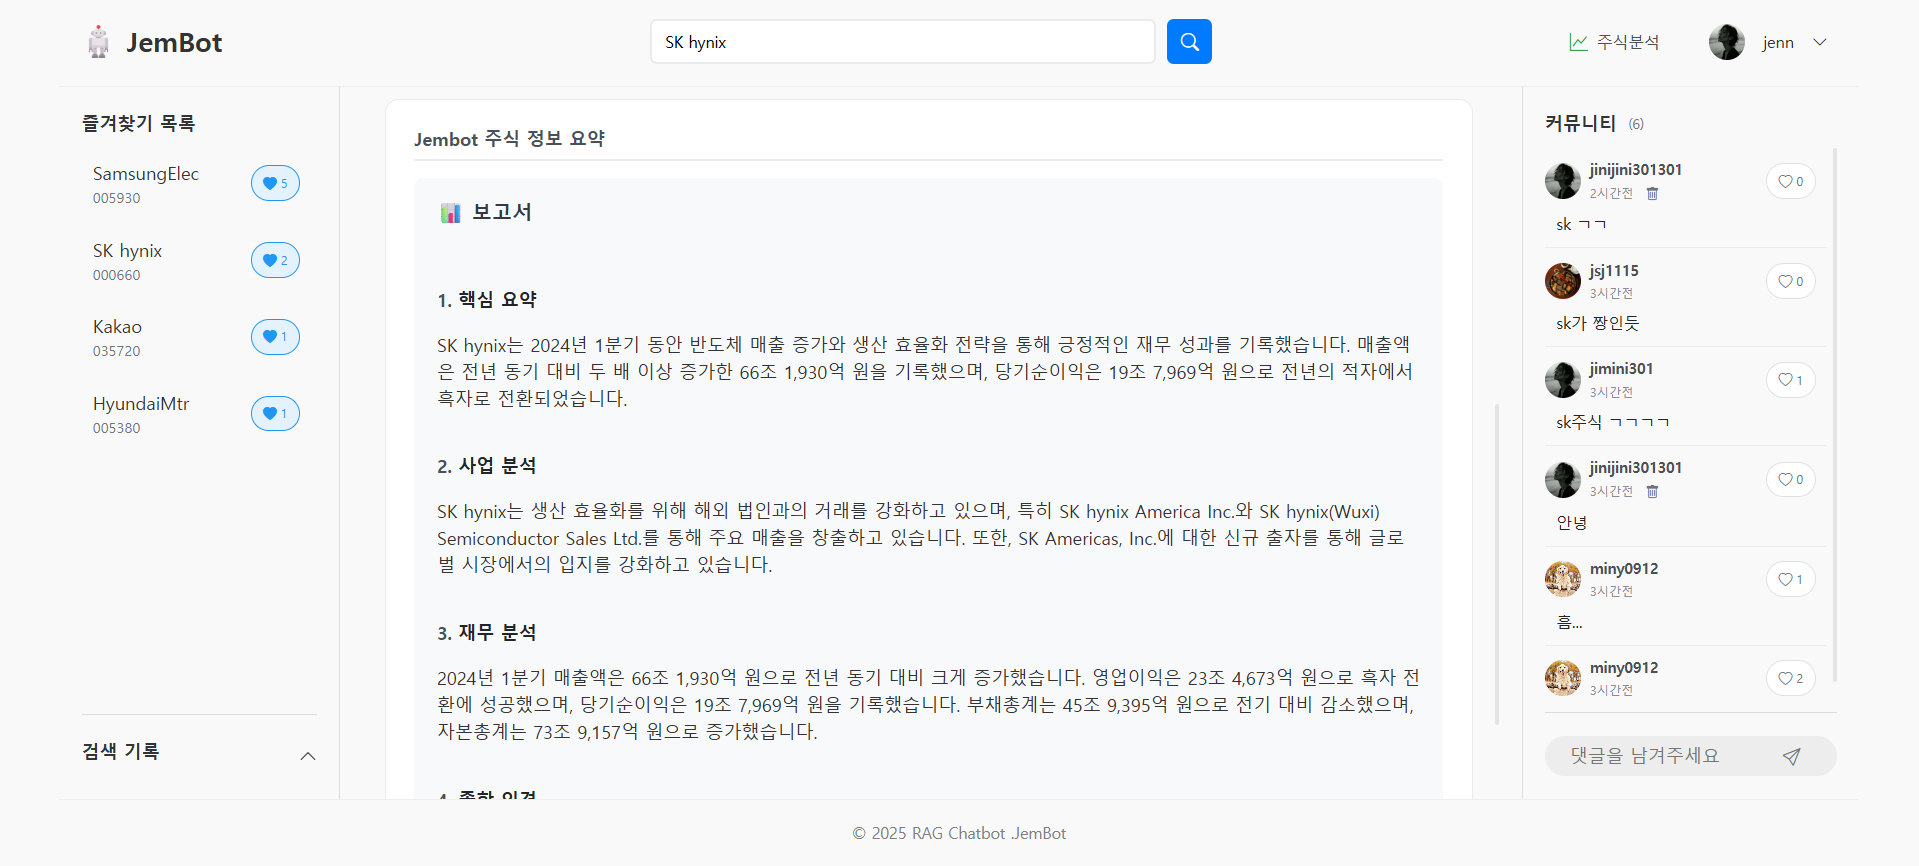 JemBot
SK hynix
주식분석
jenn
즐겨찾기 목록
SamsungElec
005930
5
SK hynix
000660
2
Kakao
035720
1
HyundaiMtr
005380
1
검색 기록
Jembot 주식 정보 요약
보고서
1. 핵심 요약
SK hynix는 2024년 1분기 동안 반도체 매출 증가와 생산 효율화 전략을 통해 긍정적인 재무 성과를 기록했습니다. 매출액
은 전년 동기 대비 두 배 이상 증가한 66조 1,930억 원을 기록했으며, 당기순이익은 19조 7,969억 원으로 전년의 적자에서
흑자로 전환되었습니다.
2. 사업 분석
SK hynix는 생산 효율화를 위해 해외 법인과의 거래를 강화하고 있으며, 특히 SK hynix America Inc.와 SK hynix(Wuxi)
Semiconductor Sales Ltd.를 통해 주요 매출을 창출하고 있습니다. 또한, SK Americas, Inc.에 대한 신규 출자를 통해 글로
벌 시장에서의 입지를 강화하고 있습니다.
3. 재무 분석
2024년 1분기 매출액은 66조 1,930억 원으로 전년 동기 대비 크게 증가했습니다. 영업이익은 23조 4,673억 원으로 흑자 전
환에 성공했으며, 당기순이익은 19조 7,969억 원을 기록했습니다. 부채총계는 45조 9,395억 원으로 전기 대비 감소했으며,
자본총계는 73조 9,157억 원으로 증가했습니다.
4. 종합 의견
커뮤니티 (6)
jinijini301301
2시간전
0
sk ㄱㄱ
jsj1115
3시간전
0
sk가 짱인듯
jimini301
3시간전
1
sk주식 ㄱㄱㄱㄱ
jinijini301301
3시간전
0
안녕
miny0912
3시간전
1
흠...
miny0912
3시간전
2
댓글을 남겨주세요
© 2025 RAG Chatbot JemBot